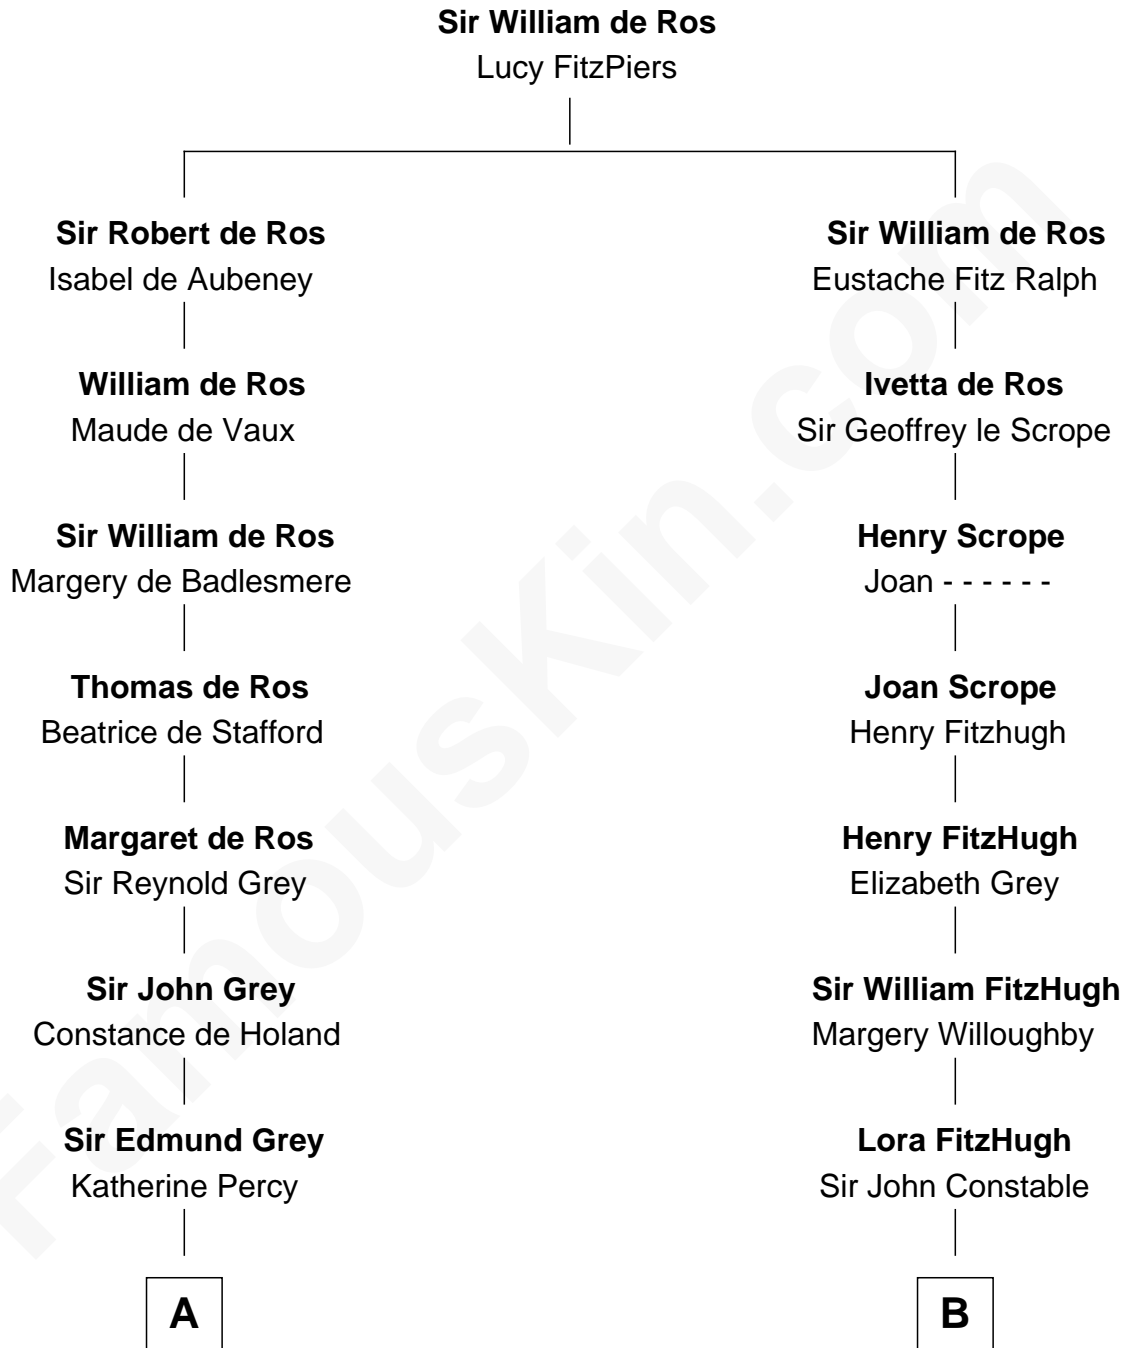 Sir William de Ros
Lucy FitzPiers
Sir Robert de Ros
Isabel de Aubeney
Sir William de Ros
Eustache Fitz Ralph
William de Ros
Maude de Vaux
Ivetta de Ros
Sir Geoffrey le Scrope
Sir William de Ros
Margery de Badlesmere
Henry Scrope
Joan - - - - - -
Thomas de Ros
Beatrice de Stafford
Joan Scrope
Henry Fitzhugh
Margaret de Ros
Sir Reynold Grey
Henry FitzHugh
Elizabeth Grey
Sir John Grey
Constance de Holand
Sir William FitzHugh
Margery Willoughby
Sir Edmund Grey
Katherine Percy
Lora FitzHugh
Sir John Constable
A
B
FamousKin.com